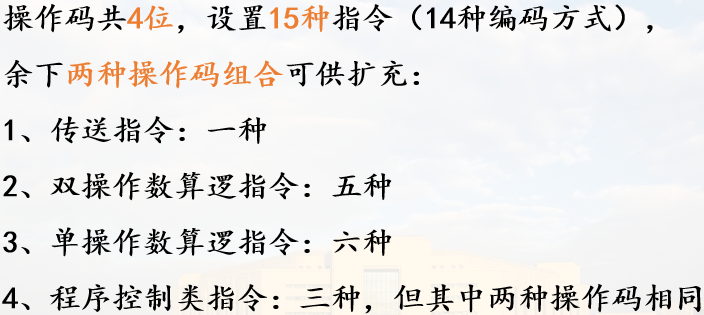 操作码共4位，设置15种指令（14种编码方式），
余下两种操作码组合可供扩充：
1、传送指令：一种
2、双操作数算逻指令：五种
3、单操作数算逻指令：六种
4、程序控制类指令：三种，但其中两种操作码相同